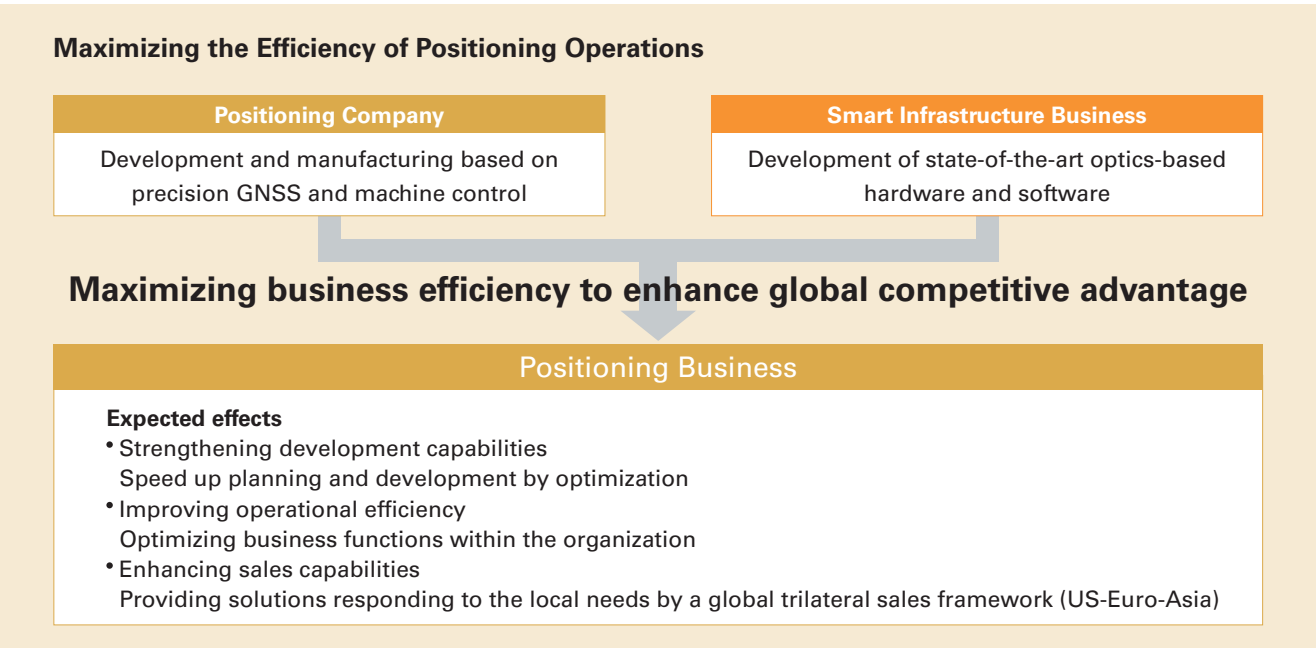 Maximizing the Efficiency of Positioning Operations
Positioning Company
Development and manufacturing based on
precision GNSS and machine control
Smart Infrastructure Business
Development of state-of-the-art optics-based
hardware and software
Maximizing business efficiency to enhance global competitive advantage
Positioning Business
Expected effects
• Strengthening development capabilities
Speed up planning and development by optimization
• Improving operational efficiency
Optimizing business functions within the organization
• Enhancing sales capabilities
Providing solutions responding to the local needs by a global trilateral sales framework (US-Euro-Asia)